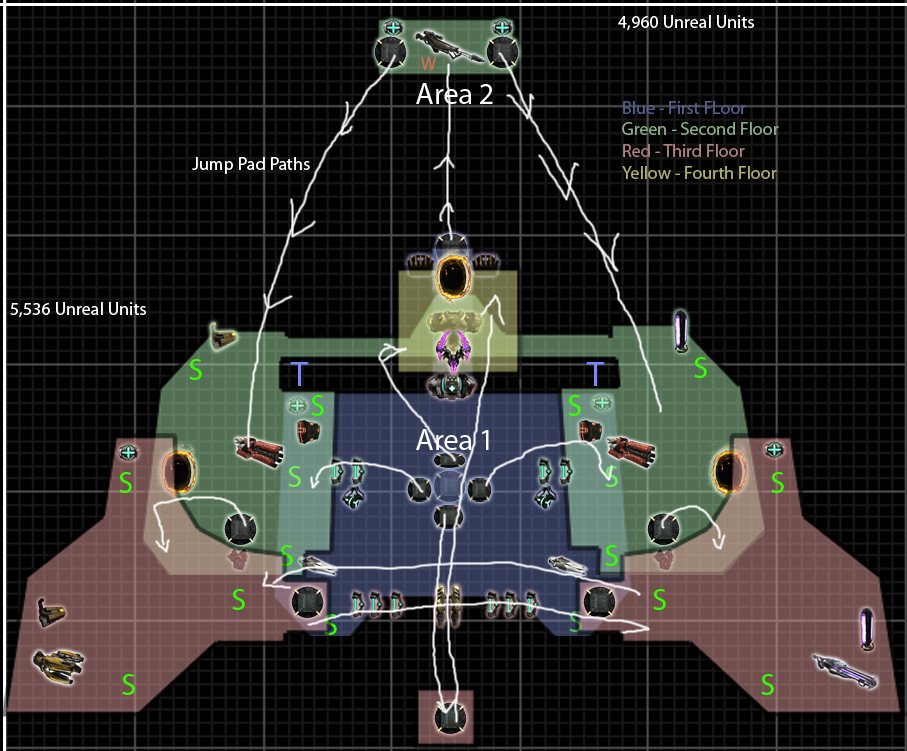 4,960 Unreal Units
W
Area 2
Blue - First FLoor
Green - Second Floor
Red - Third Floor
Yellow - Fourth Floor
Jump Pad Paths
5,536 Unreal Units
S
T
T
S
S
S
Area 1
S
S
S
S
S
S
S
S
S
S
S
S
S